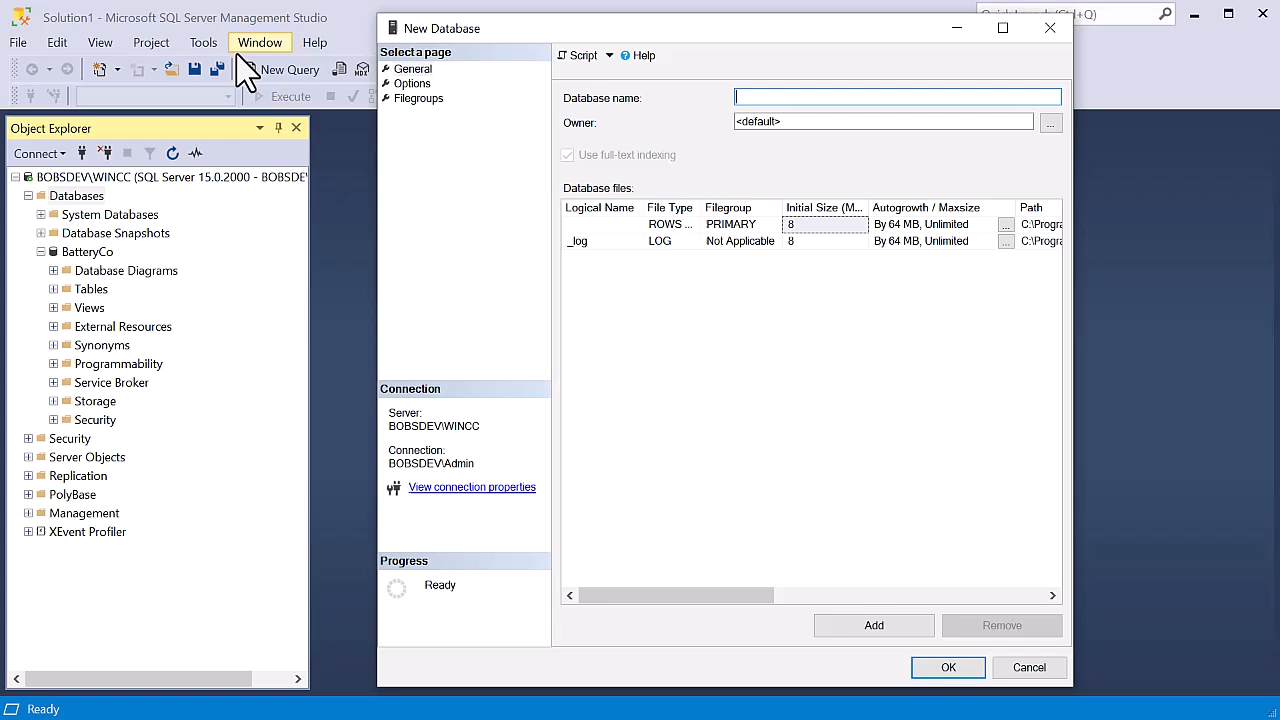 Solution1 - Microsoft SQL Server Management Studio
File Edit View Project Tools Window Help
New Query
Execute
Object Explorer
Connect
BOBSDEV\WINCC (SQL Server 15.0.2000 - BOBSDE
Databases
System Databases
Database Snapshots
BatteryCo
Database Diagrams
Tables
Views
External Resources
Synonyms
Programmability
Service Broker
Storage
Security
Security
Server Objects
Replication
PolyBase
Management
XEvent Profiler
New Database
Select a page
General
Options
Filegroups
Connection
Server:
BOBSDEV\WINCC
Connection:
BOBSDEV\Admin
View connection properties
Progress
Ready
Script Help
Database name:
Owner: <default> ...
Use full-text indexing
Database files:
Logical Name File Type Filegroup Initial Size (M... Autogrowth / Maxsize Path
ROWS ... PRIMARY 8 By 64 MB, Unlimited ... C:\Progra
_log LOG Not Applicable 8 By 64 MB, Unlimited ... C:\Progra
Add Remove
OK Cancel
Ready